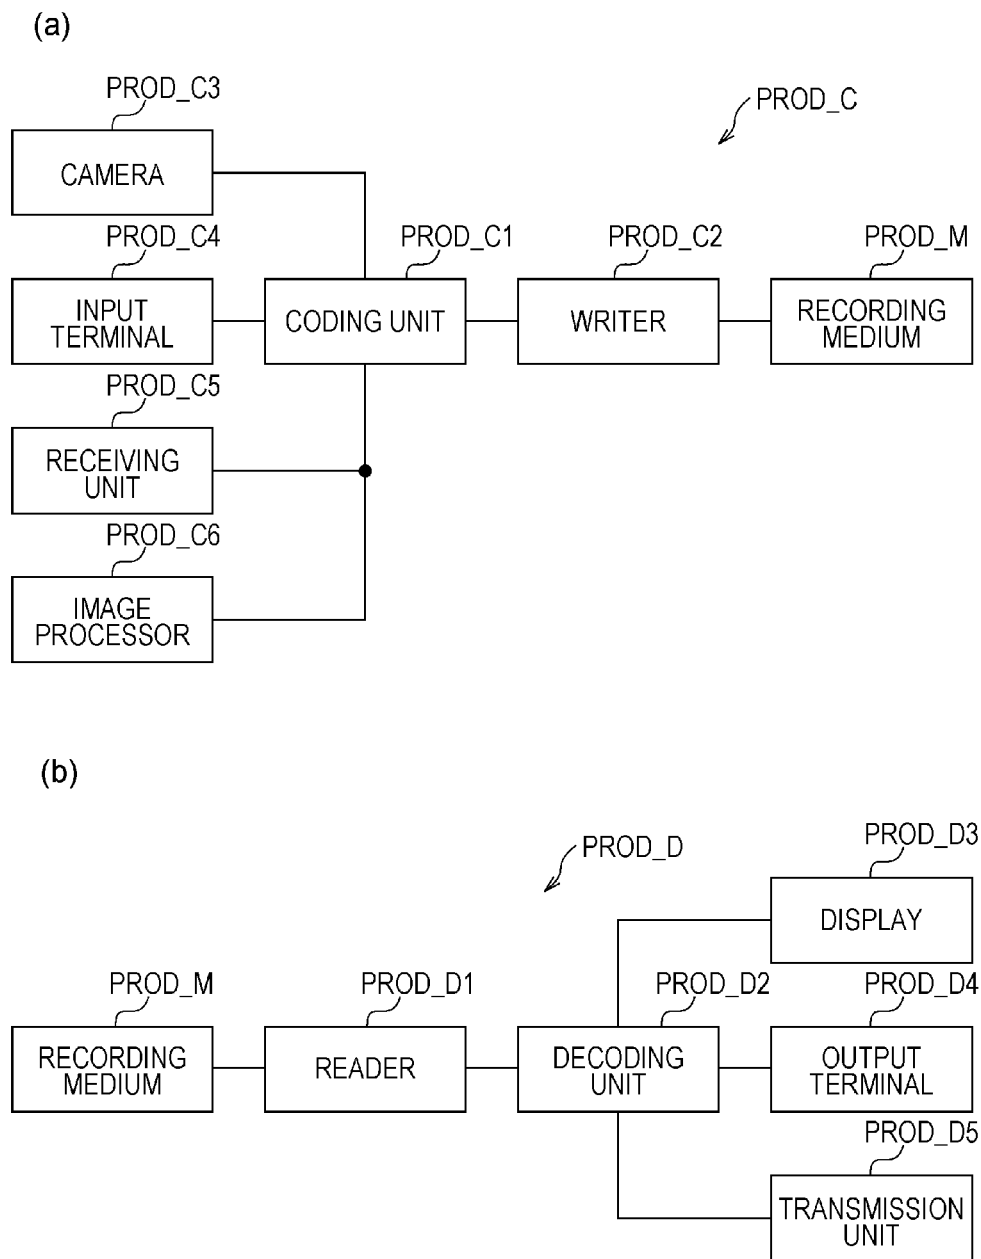 (a)
PROD_C3
PROD_C
CAMERA
PROD_C4
PROD_C1
PROD_C2
PROD_M
INPUT
TERMINAL
CODING UNIT
WRITER
RECORDING
MEDIUM
PROD_C5
RECEIVING
UNIT
PROD_C6
IMAGE
PROCESSOR
(b)
PROD_D
PROD_D3
DISPLAY
PROD_M
PROD_D1
PROD_D2
PROD_D4
RECORDING
MEDIUM
READER
DECODING
UNIT
OUTPUT
TERMINAL
PROD_D5
TRANSMISSION
UNIT